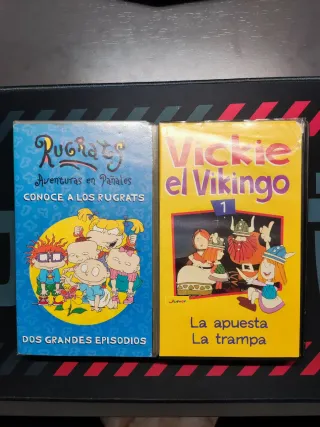 Rugrats
Aventuras en Pañales
CONOCE A LOS RUGRATS
DOS GRANDES EPISODIOS
Vickie
el Vikingo
1
La apuesta
La trampa